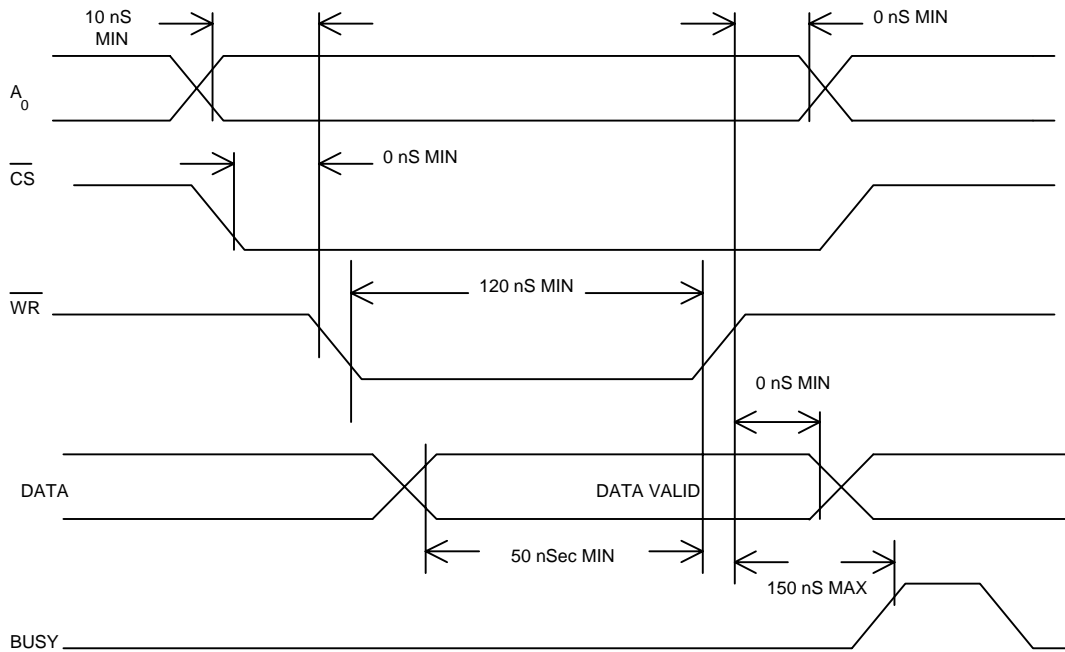 10 nS
MIN
0 nS MIN
A0
0 nS MIN
CS
120 nS MIN
WR
0 nS MIN
DATA
DATA VALID
50 nSec MIN
150 nS MAX
BUSY